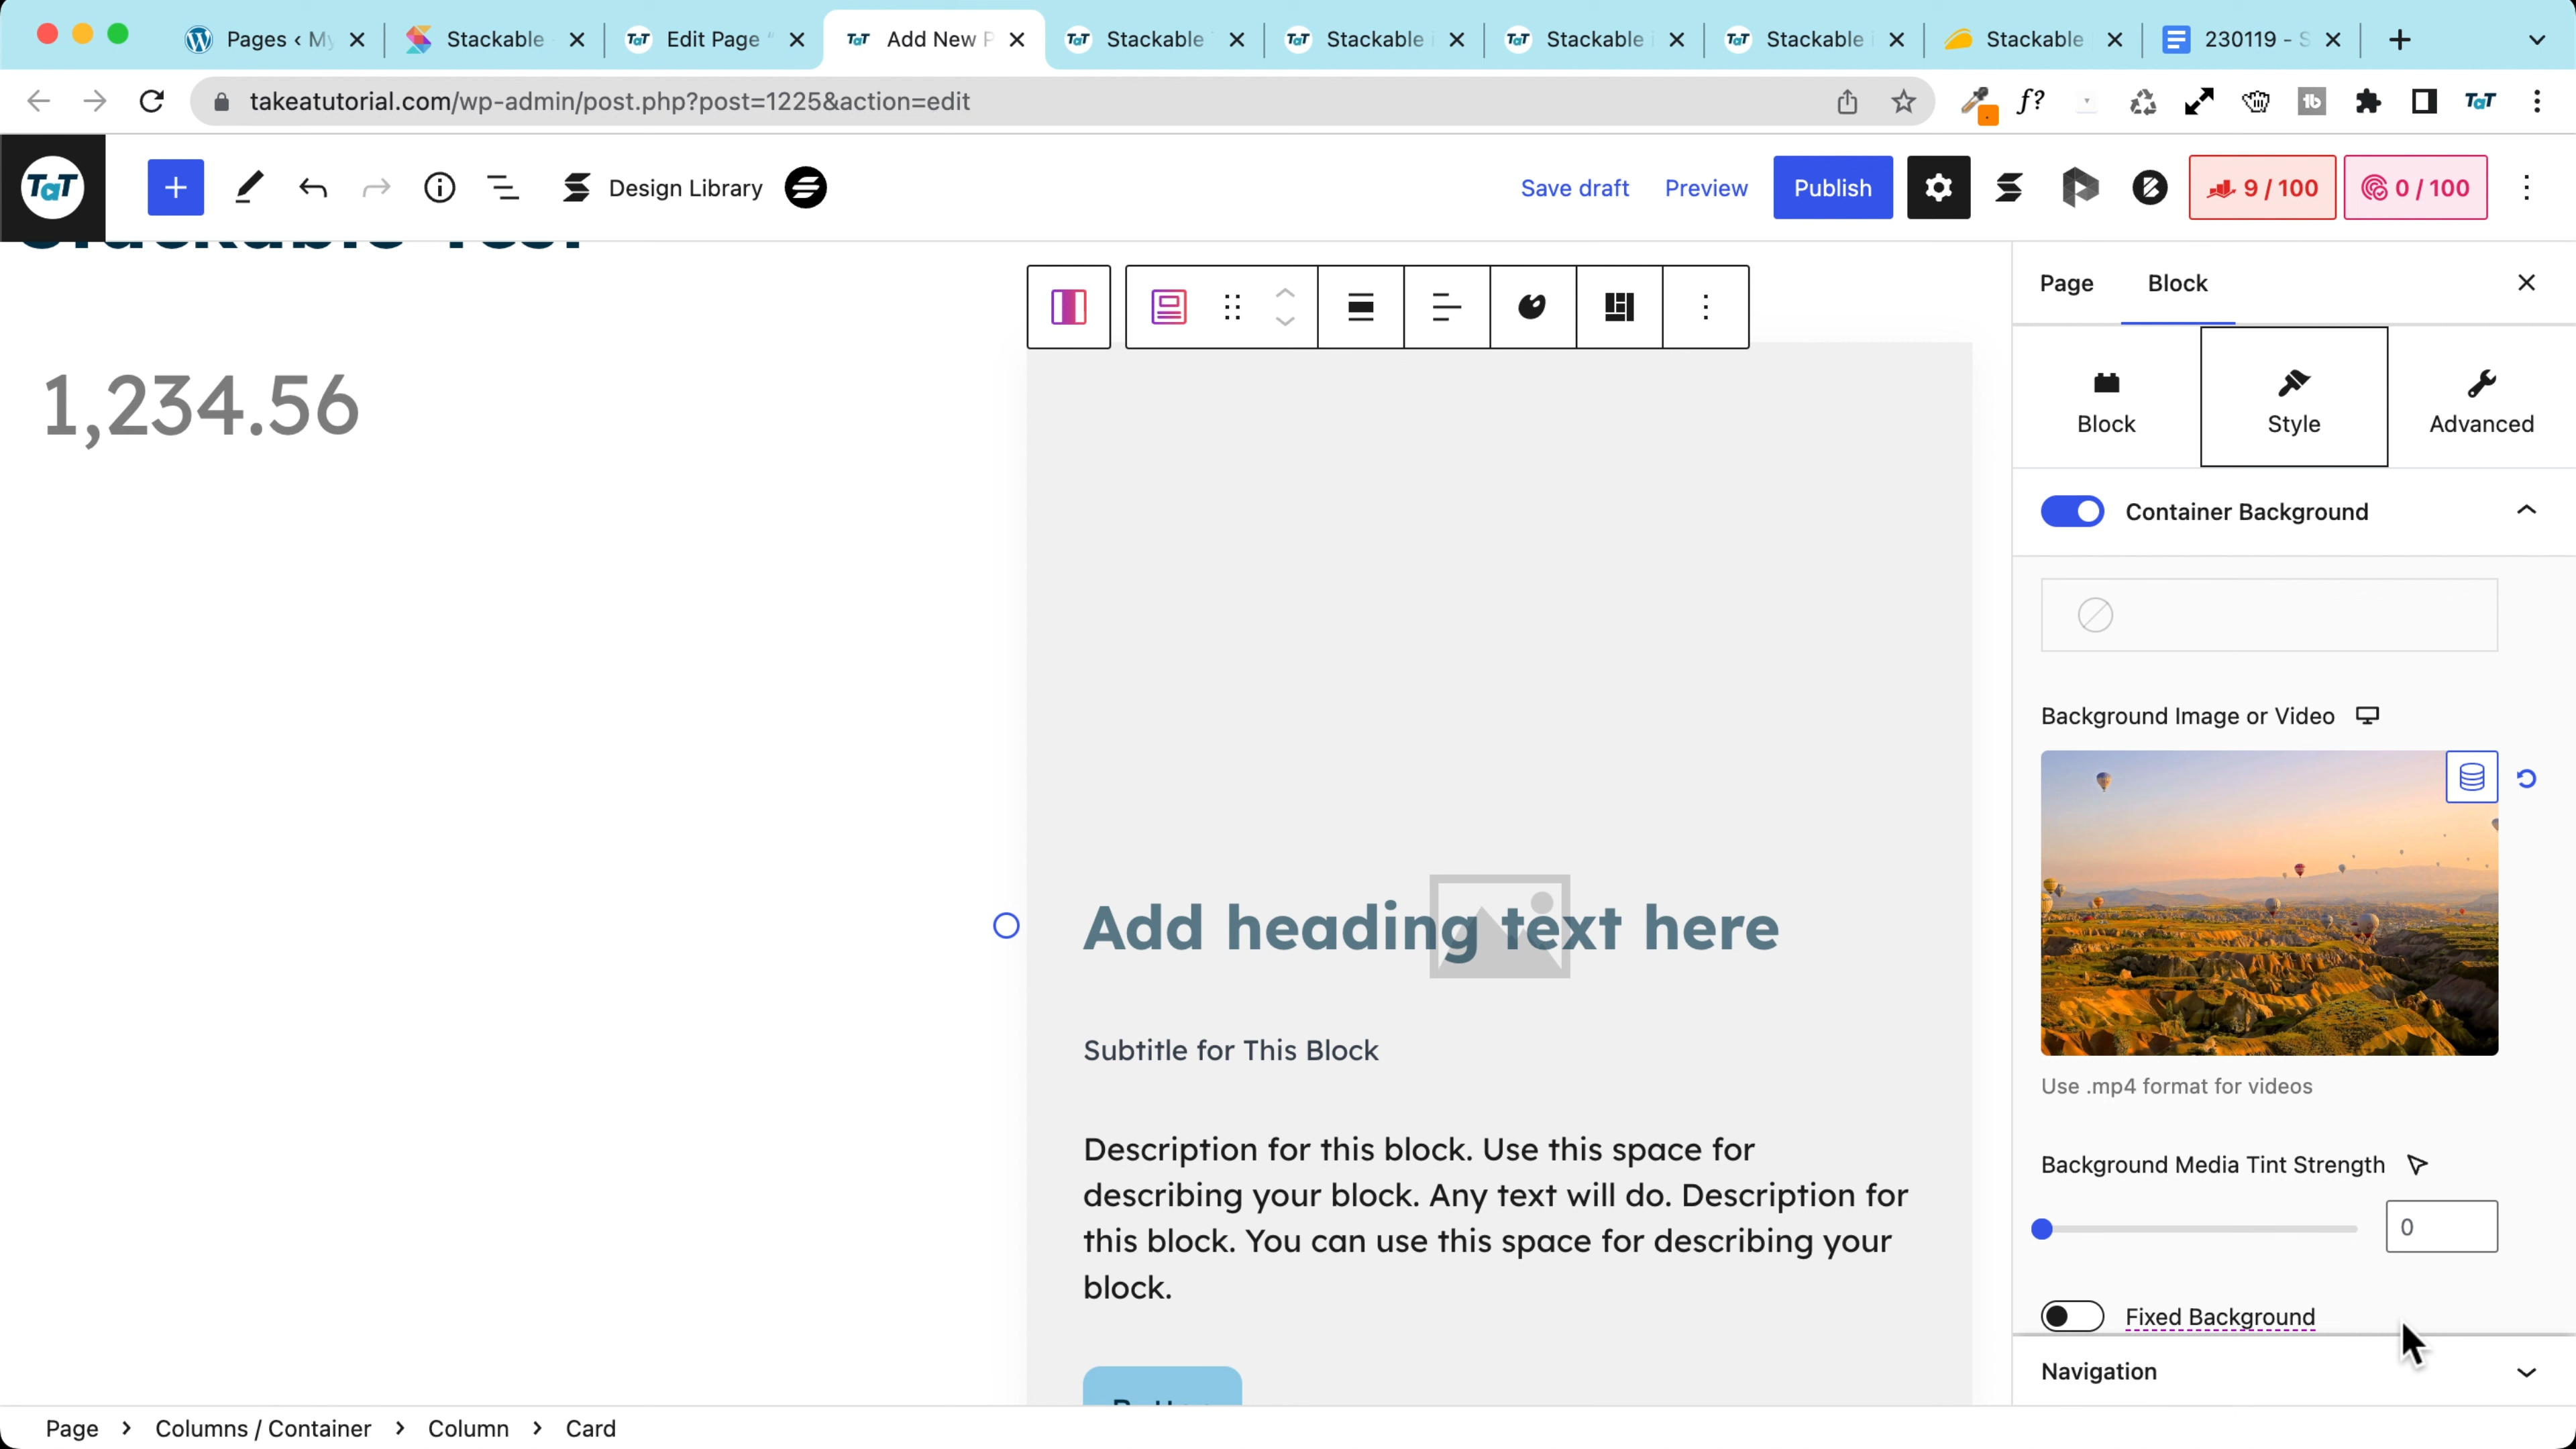 Pages ‹ My
Stackable
Edit Page "
Add New P
Stackable
Stackable
Stackable
Stackable
Stackable
230119 - S
takeatutorial.com/wp-admin/post.php?post=1225&action=edit
f?
tb
TaT
TaT
Design Library
Save draft
Preview
Publish
9 / 100
0 / 100
Stackable Test
Page
Block
1,234.56
Block
Style
Advanced
Container Background
Background Image or Video
Add heading text here
Subtitle for This Block
Use .mp4 format for videos
Description for this block. Use this space for
describing your block. Any text will do. Description for
this block. You can use this space for describing your
block.
Background Media Tint Strength
0
Fixed Background
Navigation
Page › Columns / Container › Column › Card